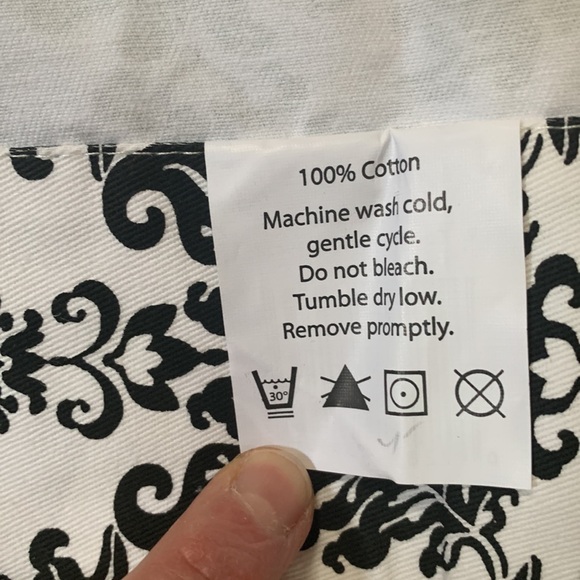 100% Cotton
Machine wash cold,
gentle cycle.
Do not bleach.
Tumble dry low.
Remove promptly.
30°